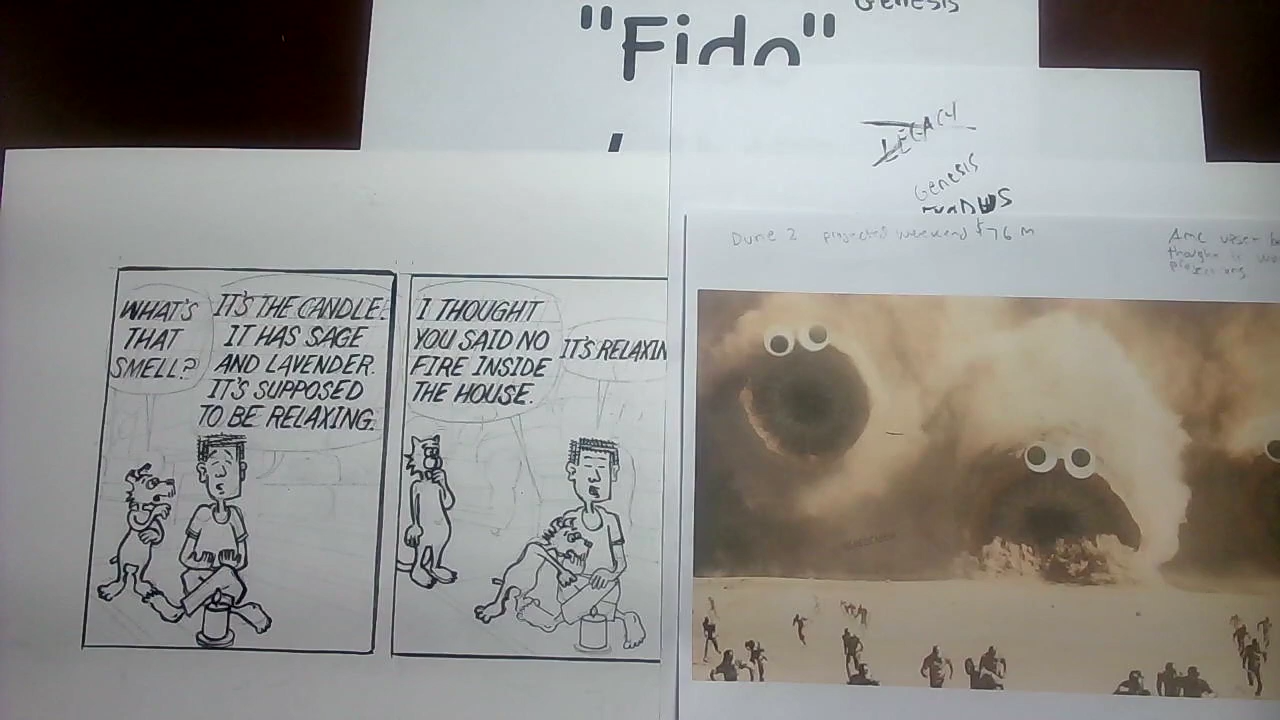 Genesis
"Fido"
LEGACY
Genesis
Dune 2 projected weekend $76 M
AMC
WHAT'S
THAT
SMELL?
IT'S THE CANDLE.
IT HAS SAGE
AND LAVENDER.
IT'S SUPPOSED
TO BE RELAXING.
I THOUGHT
YOU SAID NO
FIRE INSIDE
THE HOUSE.
IT'S RELAXIN